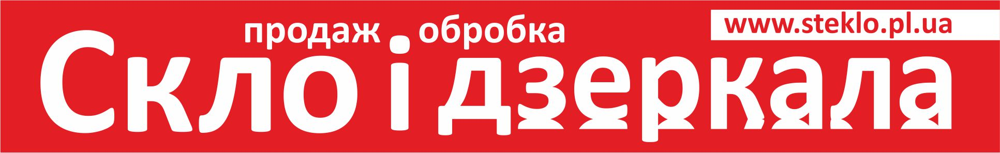 продаж обробка
www.steklo.pl.ua
Скло і дзеркала